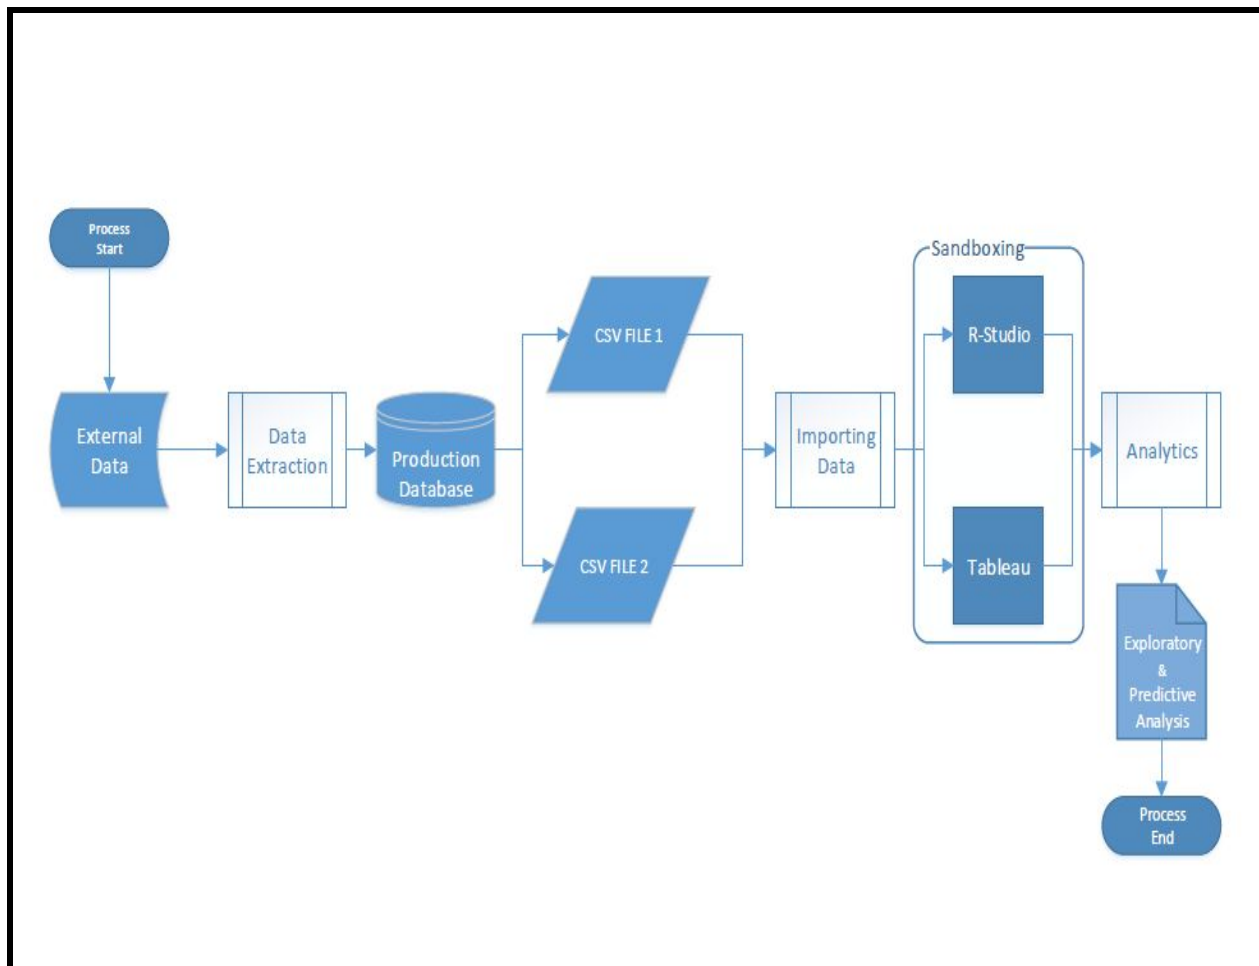 Process
Start
External
Data
Data
Extraction
Production
Database
CSV FILE 1
CSV FILE 2
Importing
Data
Sandboxing
R-Studio
Tableau
Analytics
Exploratory
&
Predictive
Analysis
Process
End